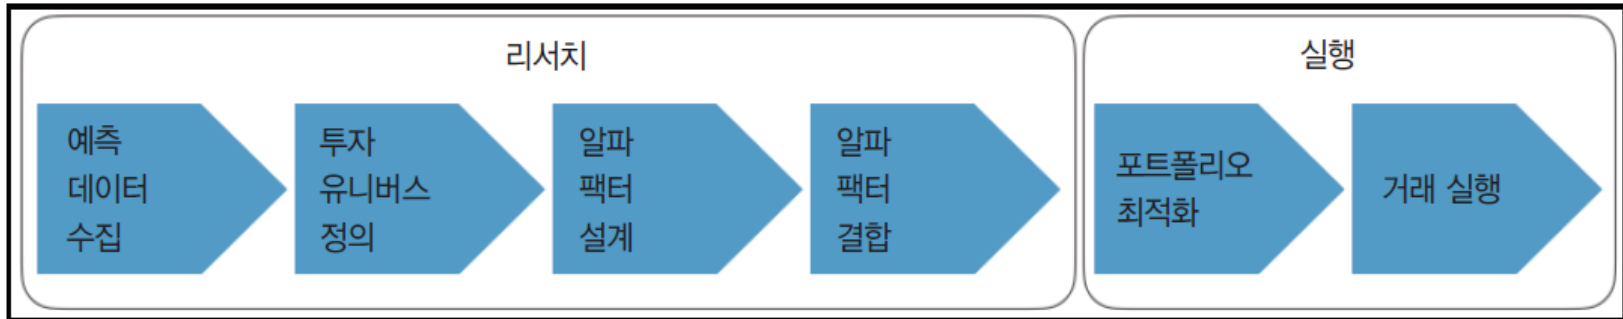 리서치
예측
데이터
수집
투자
유니버스
정의
알파
팩터
설계
알파
팩터
결합
실행
포트폴리오
최적화
거래 실행